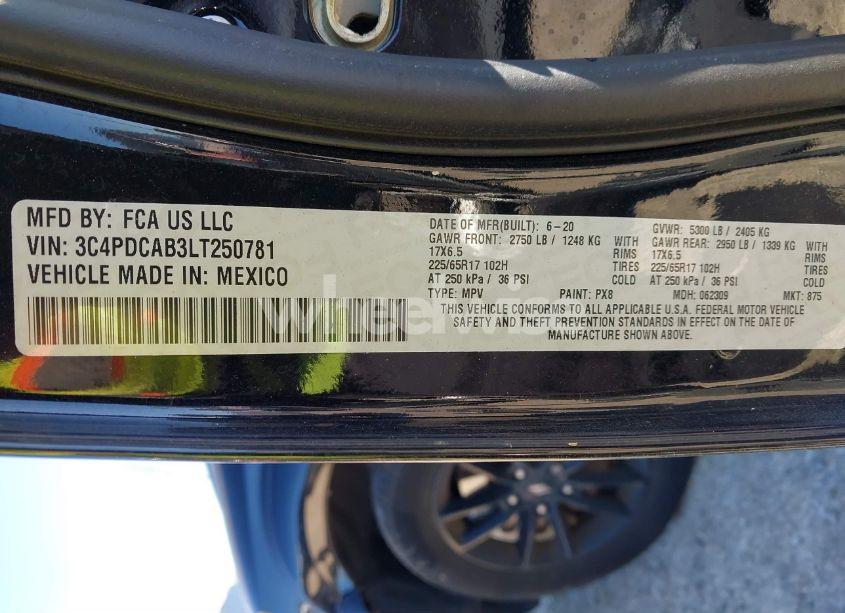 MFD BY: FCA US LLC
VIN: 3C4PDCAB3LT250781
VEHICLE MADE IN: MEXICO
DATE OF MFR(BUILT): 6-20 GVWR: 5300 LB / 2405 KG
GAWR FRONT: 2750 LB / 1248 KG GAWR REAR: 2950 LB / 1339 KG
17X6.5 RIMS 17X6.5 RIMS
225/65R17 102H TIRES 225/65R17 102H TIRES
AT 250 kPa / 36 PSI COLD AT 250 kPa / 36 PSI COLD
TYPE: MPV PAINT: PX8 MDH: 062309 MKT: 875
THIS VEHICLE CONFORMS TO ALL APPLICABLE U.S.A. FEDERAL MOTOR VEHICLE
SAFETY AND THEFT PREVENTION STANDARDS IN EFFECT ON THE DATE OF
MANUFACTURE SHOWN ABOVE.